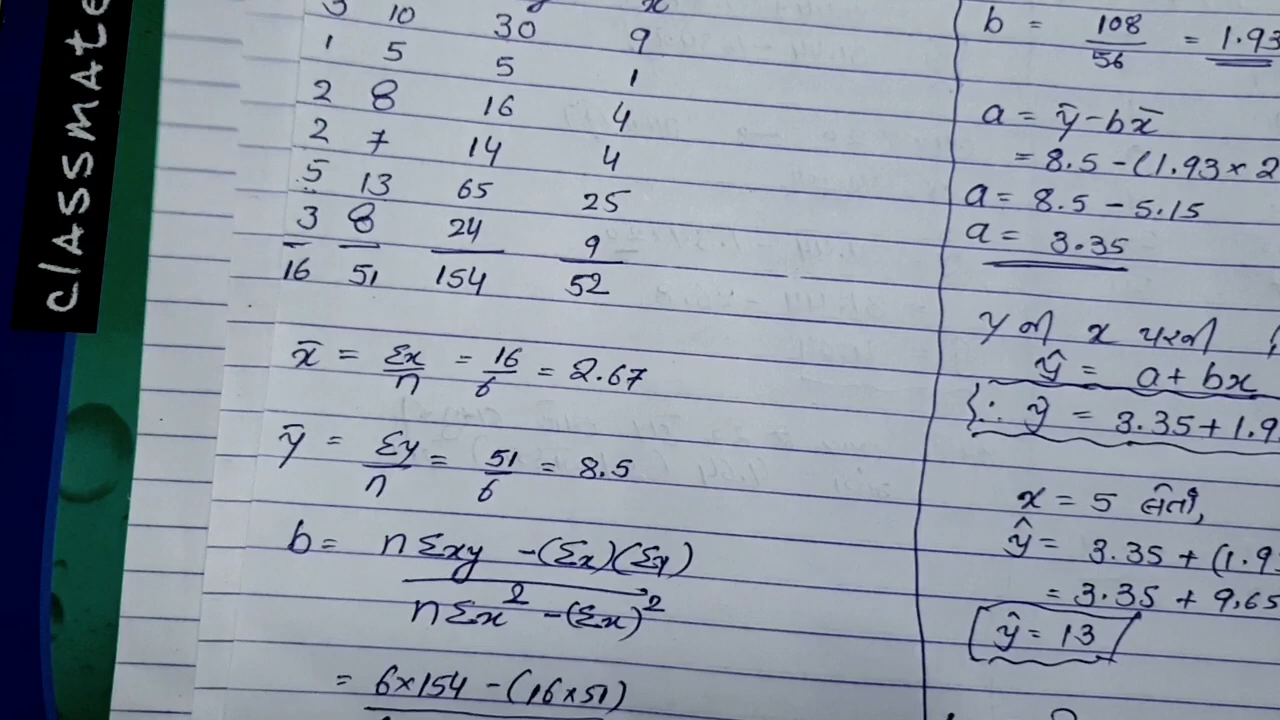 classmate
3 10 30 9
1 5 5 1
2 8 16 4
2 7 14 4
5 13 65 25
3 8 24 9
16 51 154 52
x̄ = Σx/n = 16/6 = 2.67
ȳ = Σy/n = 51/6 = 8.5
b = nΣxy - (Σx)(Σy) / nΣx² - (Σx)²
= 6×154 - (16×51)
b = 108/56 = 1.93
a = ȳ - bx̄
= 8.5 - (1.93 × 2
a = 8.5 - 5.15
a = 3.35
y ની x પરની
ŷ = a + bx
∴ ŷ = 3.35 + 1.9
x = 5 લેતાં,
ŷ = 3.35 + (1.9
= 3.35 + 9.65
ŷ = 13